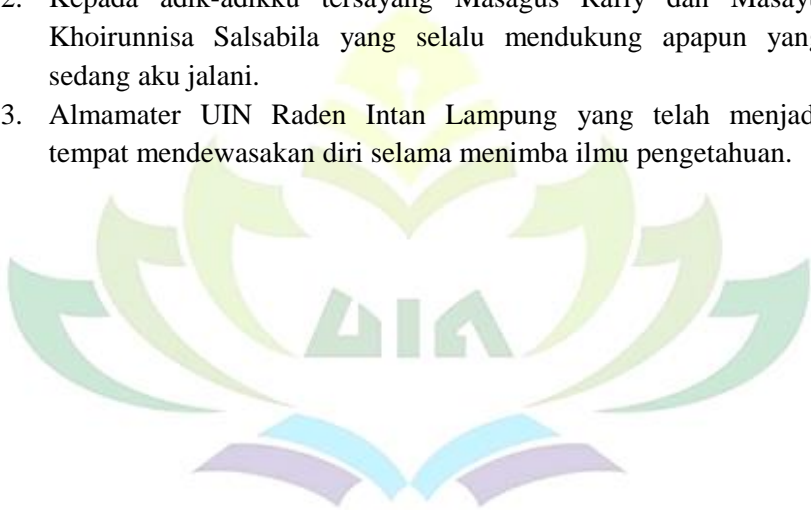 2. Kepada adik-adikku tersayang Masagus Rafly dan
Khoirunnisa Salsabila yang selalu mendukung apapun
sedang aku jalani.
3. Almamater UIN Raden Intan Lampung yang telah
tempat mendewasakan diri selama menimba ilmu pengetahuan.
UIN